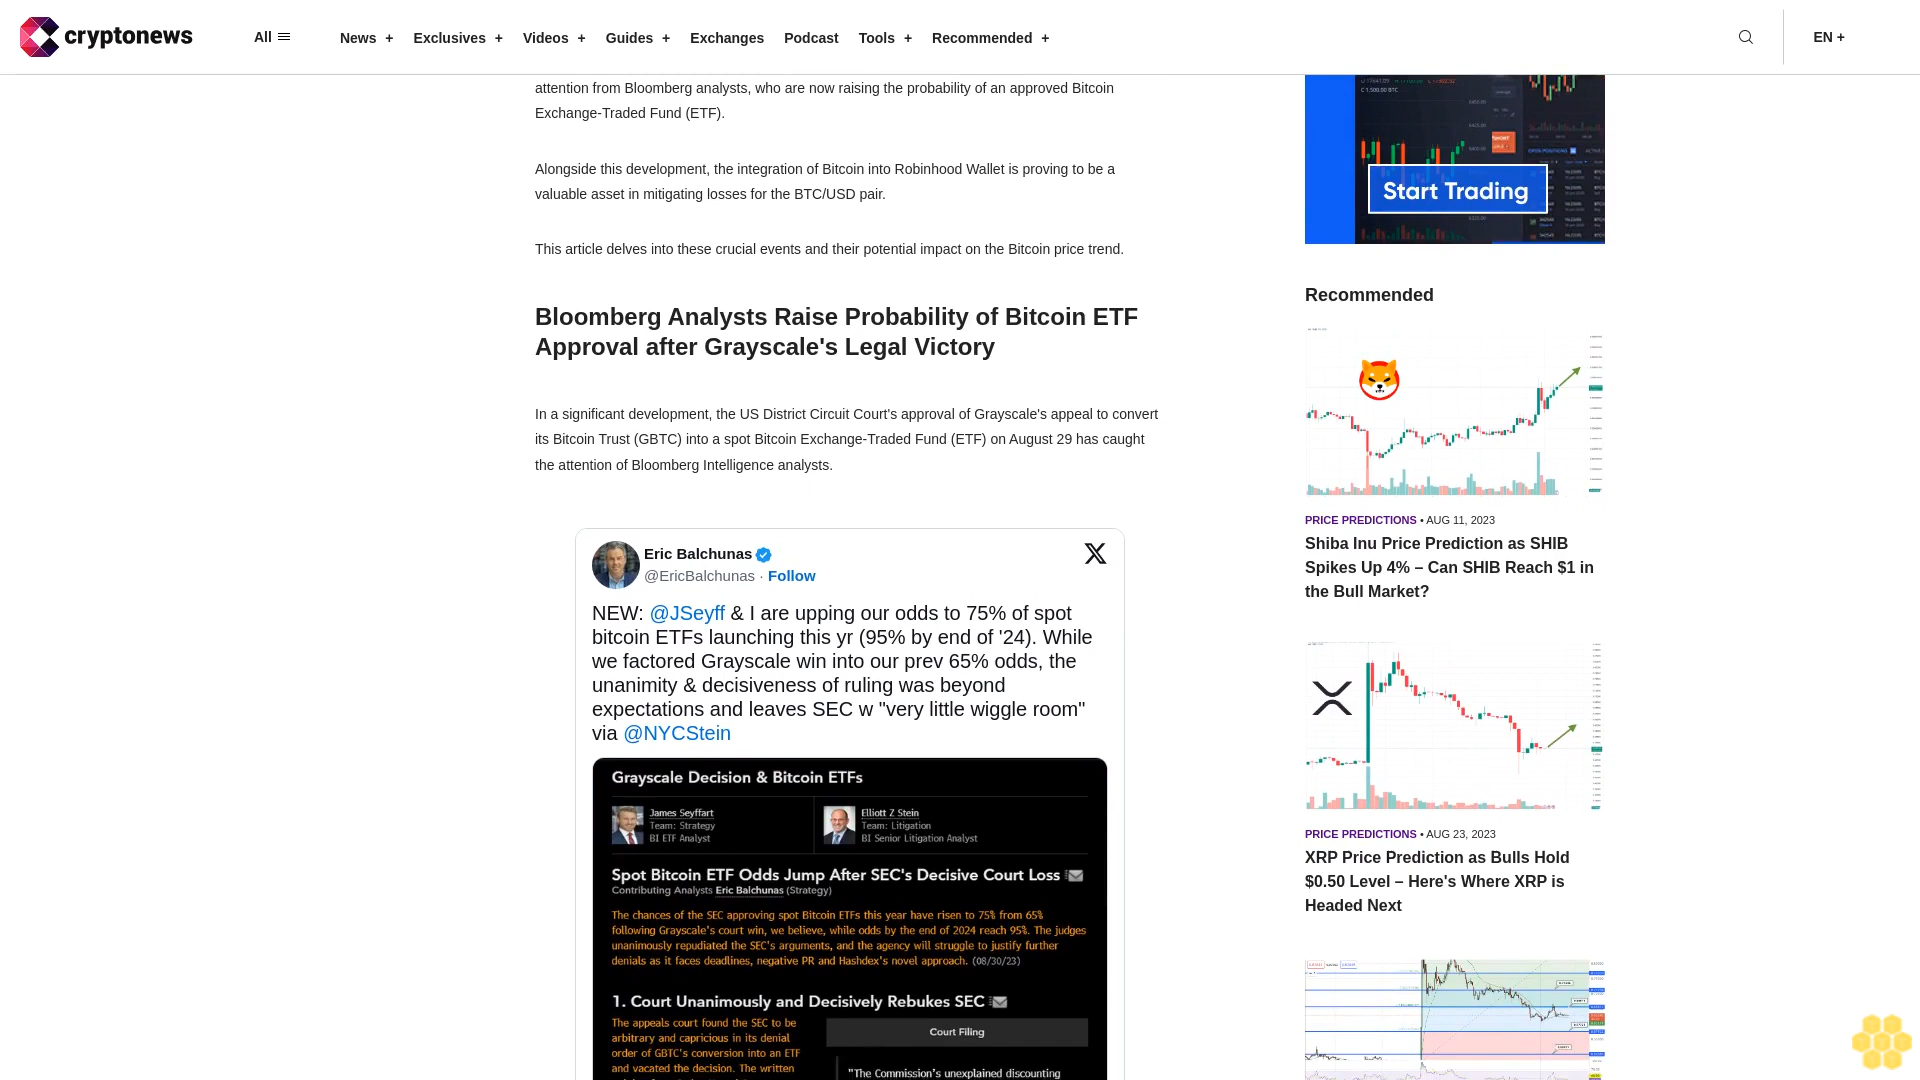 cryptonews
All
News +
Exclusives +
Videos +
Guides +
Exchanges
Podcast
Tools +
Recommended +
EN +
attention from Bloomberg analysts, who are now raising the probability of an approved Bitcoin
Exchange-Traded Fund (ETF).
Alongside this development, the integration of Bitcoin into Robinhood Wallet is proving to be a
valuable asset in mitigating losses for the BTC/USD pair.
This article delves into these crucial events and their potential impact on the Bitcoin price trend.
Bloomberg Analysts Raise Probability of Bitcoin ETF
Approval after Grayscale's Legal Victory
In a significant development, the US District Circuit Court's approval of Grayscale's appeal to convert
its Bitcoin Trust (GBTC) into a spot Bitcoin Exchange-Traded Fund (ETF) on August 29 has caught
the attention of Bloomberg Intelligence analysts.
Eric Balchunas
@EricBalchunas · Follow
NEW: @JSeyff & I are upping our odds to 75% of spot
bitcoin ETFs launching this yr (95% by end of '24). While
we factored Grayscale win into our prev 65% odds, the
unanimity & decisiveness of ruling was beyond
expectations and leaves SEC w "very little wiggle room"
via @NYCStein
Grayscale Decision & Bitcoin ETFs
James Seyffart
Team: Strategy
BI ETF Analyst
Elliott Z Stein
Team: Litigation
BI Senior Litigation Analyst
Spot Bitcoin ETF Odds Jump After SEC's Decisive Court Loss
Contributing Analysts Eric Balchunas (Strategy)
The chances of the SEC approving spot Bitcoin ETFs this year have risen to 75% from 65%
following Grayscale's court win, we believe, while odds by the end of 2024 reach 95%. The judges
unanimously repudiated the SEC's arguments, and the agency will struggle to justify further
denials as it faces deadlines, negative PR and Hashdex's novel approach. (08/30/23)
1. Court Unanimously and Decisively Rebukes SEC
The appeals court found the SEC to be
arbitrary and capricious in its denial
order of GBTC's conversion into an ETF
and vacated the decision. The written
Court Filing
"The Commission's unexplained discounting
Start Trading
Recommended
PRICE PREDICTIONS • AUG 11, 2023
Shiba Inu Price Prediction as SHIB
Spikes Up 4% – Can SHIB Reach $1 in
the Bull Market?
PRICE PREDICTIONS • AUG 23, 2023
XRP Price Prediction as Bulls Hold
$0.50 Level – Here's Where XRP is
Headed Next